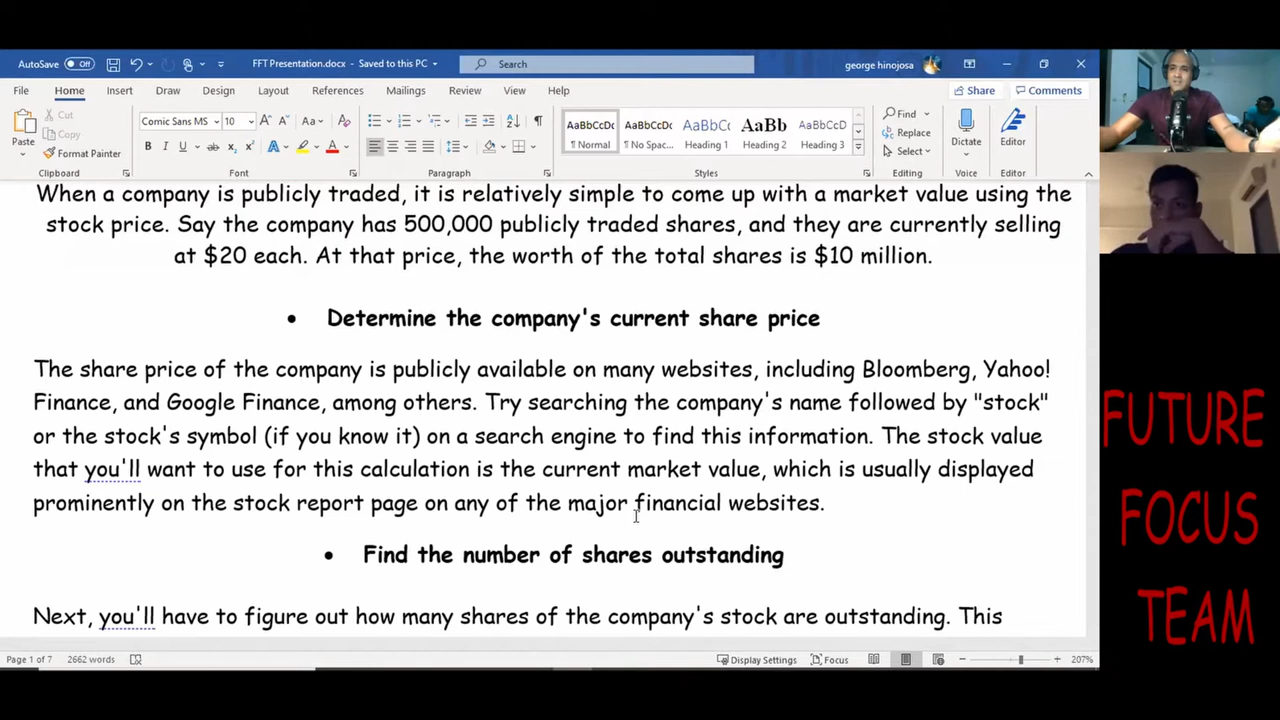 AutoSave Off FFT Presentation.docx - Saved to this PC Search george hinojosa
File Home Insert Draw Design Layout References Mailings Review View Help Share Comments
Paste Cut Copy Format Painter
Comic Sans MS 10
AaBbCcDc AaBbCcDc AaBbCcD AaBb AaBbCcD
¶ Normal ¶ No Spac... Heading 1 Heading 2 Heading 3
Find Replace Select Dictate Editor
Clipboard Font Paragraph Styles Editing Voice Editor
When a company is publicly traded, it is relatively simple to come up with a market value using the
stock price. Say the company has 500,000 publicly traded shares, and they are currently selling
at $20 each. At that price, the worth of the total shares is $10 million.
• Determine the company's current share price
The share price of the company is publicly available on many websites, including Bloomberg, Yahoo!
Finance, and Google Finance, among others. Try searching the company's name followed by "stock"
or the stock's symbol (if you know it) on a search engine to find this information. The stock value
that you'll want to use for this calculation is the current market value, which is usually displayed
prominently on the stock report page on any of the major financial websites.
• Find the number of shares outstanding
Next, you'll have to figure out how many shares of the company's stock are outstanding. This
Page 1 of 7 2662 words Display Settings Focus 207%
FUTURE
FOCUS
TEAM